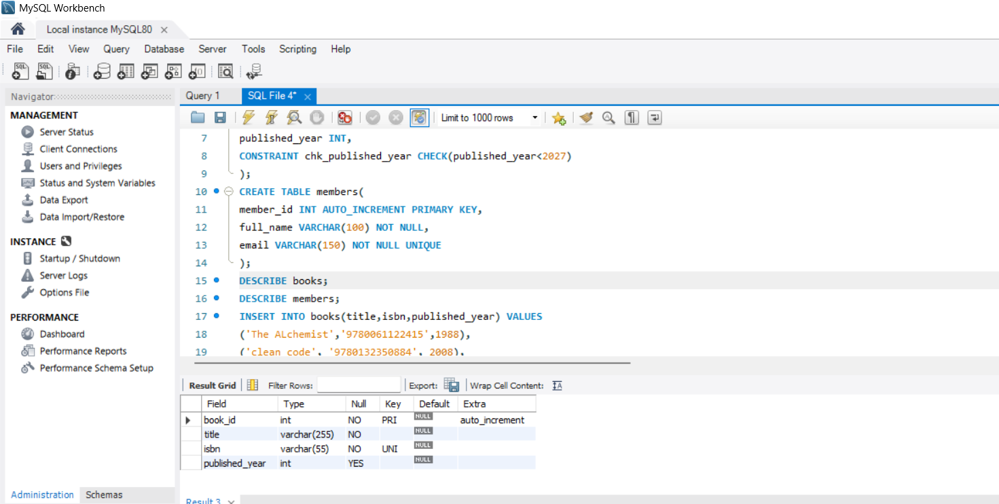 MySQL Workbench
Local instance MySQL80
File Edit View Query Database Server Tools Scripting Help
Navigator
MANAGEMENT
Server Status
Client Connections
Users and Privileges
Status and System Variables
Data Export
Data Import/Restore
INSTANCE
Startup / Shutdown
Server Logs
Options File
PERFORMANCE
Dashboard
Performance Reports
Performance Schema Setup
Administration Schemas
Query 1 SQL File 4*
Limit to 1000 rows
7 published_year INT,
8 CONSTRAINT chk_published_year CHECK(published_year<2027)
9 );
10 CREATE TABLE members(
11 member_id INT AUTO_INCREMENT PRIMARY KEY,
12 full_name VARCHAR(100) NOT NULL,
13 email VARCHAR(150) NOT NULL UNIQUE
14 );
15 DESCRIBE books;
16 DESCRIBE members;
17 INSERT INTO books(title,isbn,published_year) VALUES
18 ('The ALchemist','9780061122415',1988),
19 ('clean code', '9780132350884', 2008),
Result Grid Filter Rows: Export: Wrap Cell Content:
Field Type Null Key Default Extra
book_id int NO PRI NULL auto_increment
title varchar(255) NO NULL
isbn varchar(55) NO UNI NULL
published_year int YES NULL
Result 3